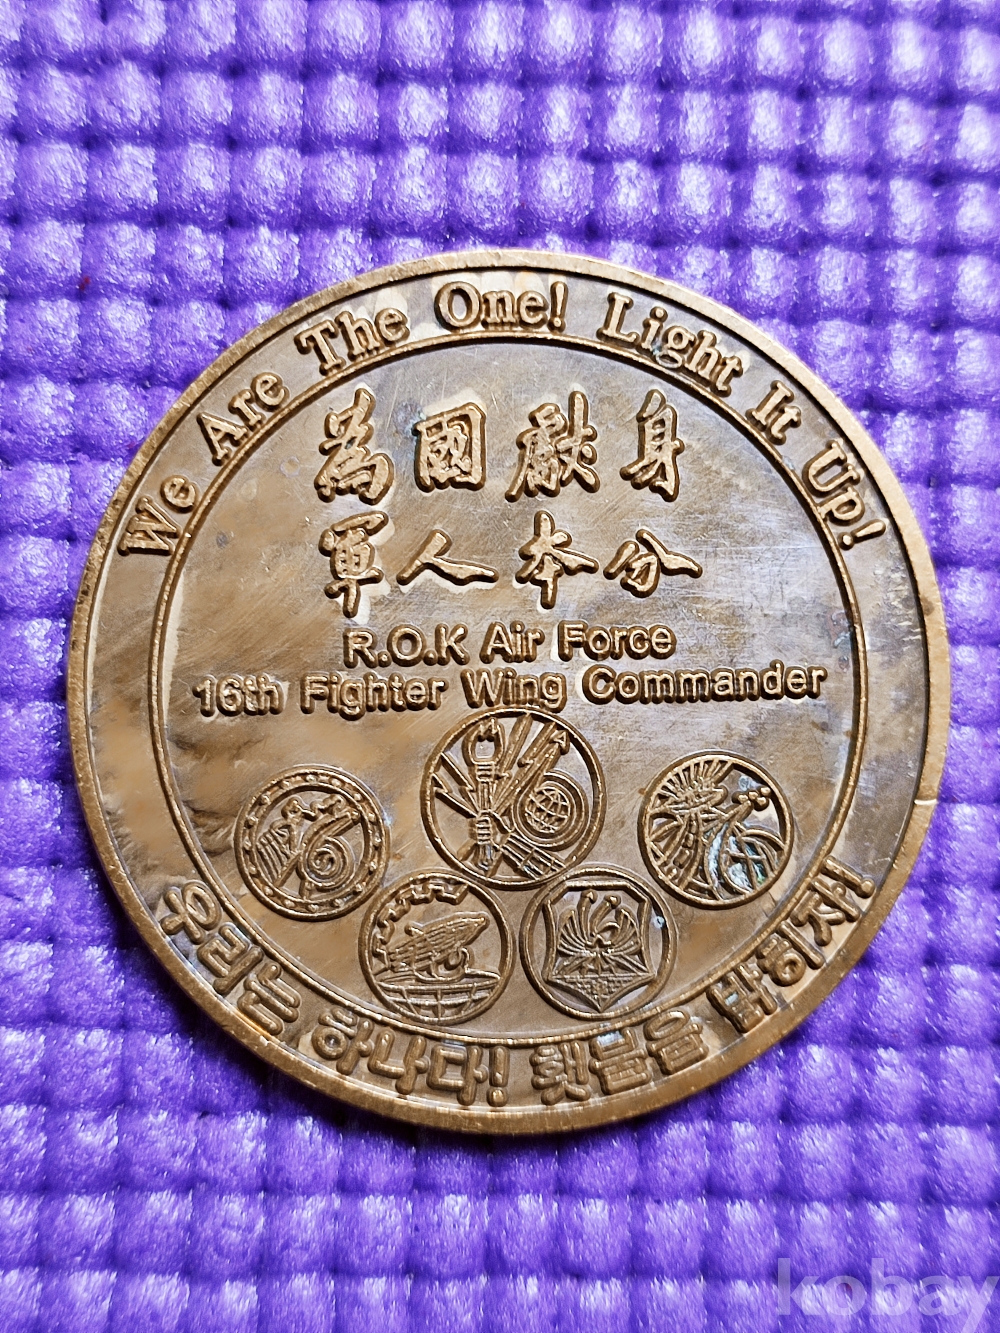 We Are The One! Light It Up!
為國獻身
軍人本分
R.O.K Air Force
16th Fighter Wing Commander
우리는 하나다! 횃불을 밝히자!
kobay